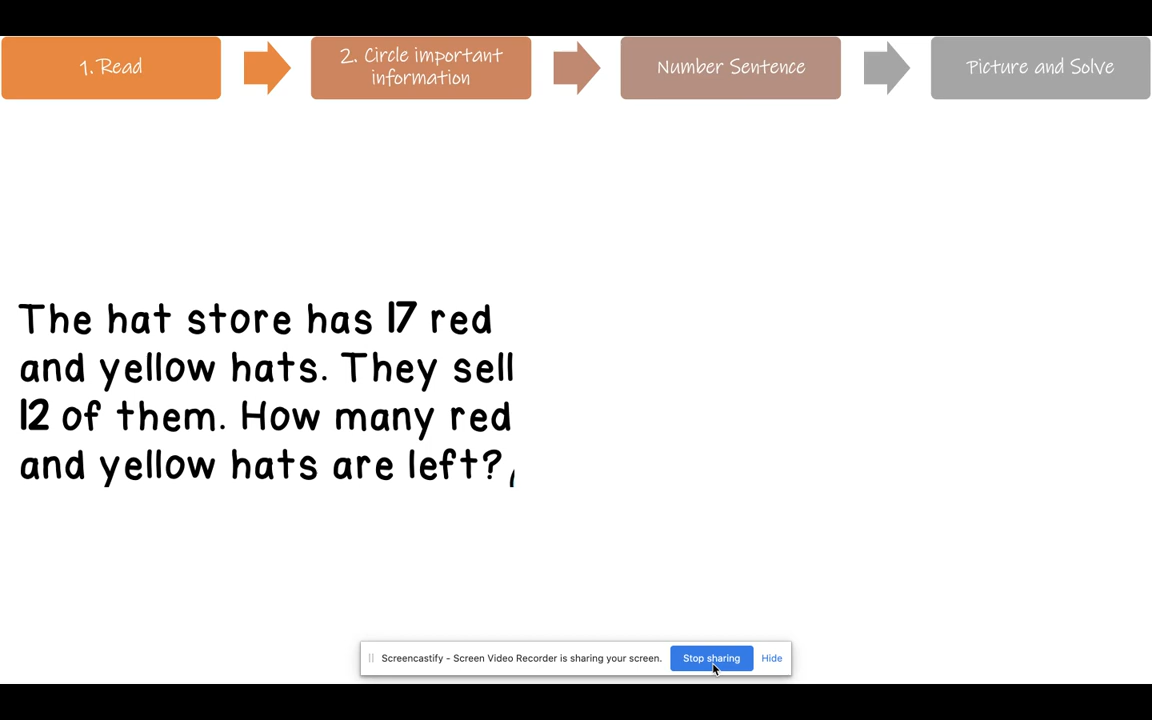 1. Read
2. Circle important
information
Number Sentence
Picture and Solve
The hat store has 17 red
and yellow hats. They sell
12 of them. How many red
and yellow hats are left?
Screencastify - Screen Video Recorder is sharing your screen.
Stop sharing
Hide